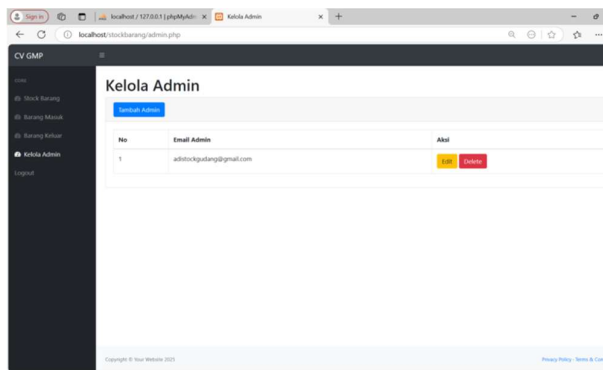 Sign in
localhost / 127.0.0.1 | phpMyAdm
Kelola Admin
localhost/stockbarang/admin.php
CV GMP
Stock Barang
Barang Masuk
Barang Keluar
Kelola Admin
Logout
Kelola Admin
Tambah Admin
No Email Admin Aksi
1 adistockgudang@gmail.com Edit Delete
Copyright © Your Website 2021 Privacy Policy · Terms & Con